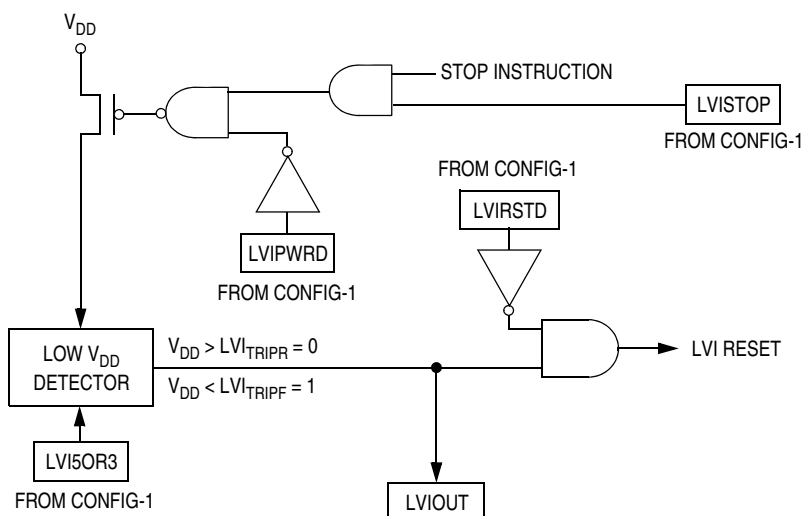 VDD
STOP INSTRUCTION
LVISTOP
FROM CONFIG-1
FROM CONFIG-1
LVIRSTD
LVIPWRD
FROM CONFIG-1
LOW VDD
DETECTOR
VDD > LVITRIPR = 0
VDD < LVITRIPF = 1
LVI RESET
LVI5OR3
FROM CONFIG-1
LVIOUT